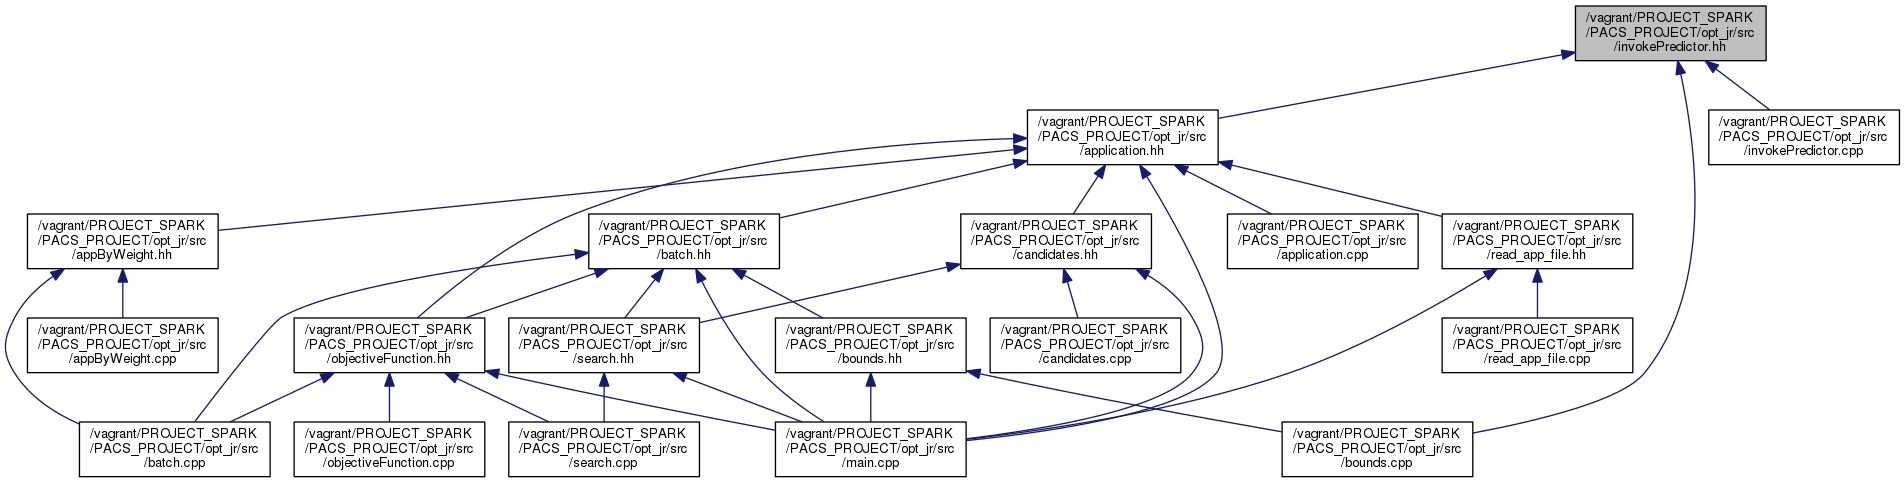 /vagrant/PROJECT_SPARK
/PACS_PROJECT/opt_jr/src
/invokePredictor.hh
/vagrant/PROJECT_SPARK
/PACS_PROJECT/opt_jr/src
/application.hh
/vagrant/PROJECT_SPARK
/PACS_PROJECT/opt_jr/src
/invokePredictor.cpp
/vagrant/PROJECT_SPARK
/PACS_PROJECT/opt_jr/src
/appByWeight.hh
/vagrant/PROJECT_SPARK
/PACS_PROJECT/opt_jr/src
/batch.hh
/vagrant/PROJECT_SPARK
/PACS_PROJECT/opt_jr/src
/candidates.hh
/vagrant/PROJECT_SPARK
/PACS_PROJECT/opt_jr/src
/application.cpp
/vagrant/PROJECT_SPARK
/PACS_PROJECT/opt_jr/src
/read_app_file.hh
/vagrant/PROJECT_SPARK
/PACS_PROJECT/opt_jr/src
/appByWeight.cpp
/vagrant/PROJECT_SPARK
/PACS_PROJECT/opt_jr/src
/objectiveFunction.hh
/vagrant/PROJECT_SPARK
/PACS_PROJECT/opt_jr/src
/search.hh
/vagrant/PROJECT_SPARK
/PACS_PROJECT/opt_jr/src
/bounds.hh
/vagrant/PROJECT_SPARK
/PACS_PROJECT/opt_jr/src
/candidates.cpp
/vagrant/PROJECT_SPARK
/PACS_PROJECT/opt_jr/src
/read_app_file.cpp
/vagrant/PROJECT_SPARK
/PACS_PROJECT/opt_jr/src
/batch.cpp
/vagrant/PROJECT_SPARK
/PACS_PROJECT/opt_jr/src
/objectiveFunction.cpp
/vagrant/PROJECT_SPARK
/PACS_PROJECT/opt_jr/src
/search.cpp
/vagrant/PROJECT_SPARK
/PACS_PROJECT/opt_jr/src
/main.cpp
/vagrant/PROJECT_SPARK
/PACS_PROJECT/opt_jr/src
/bounds.cpp